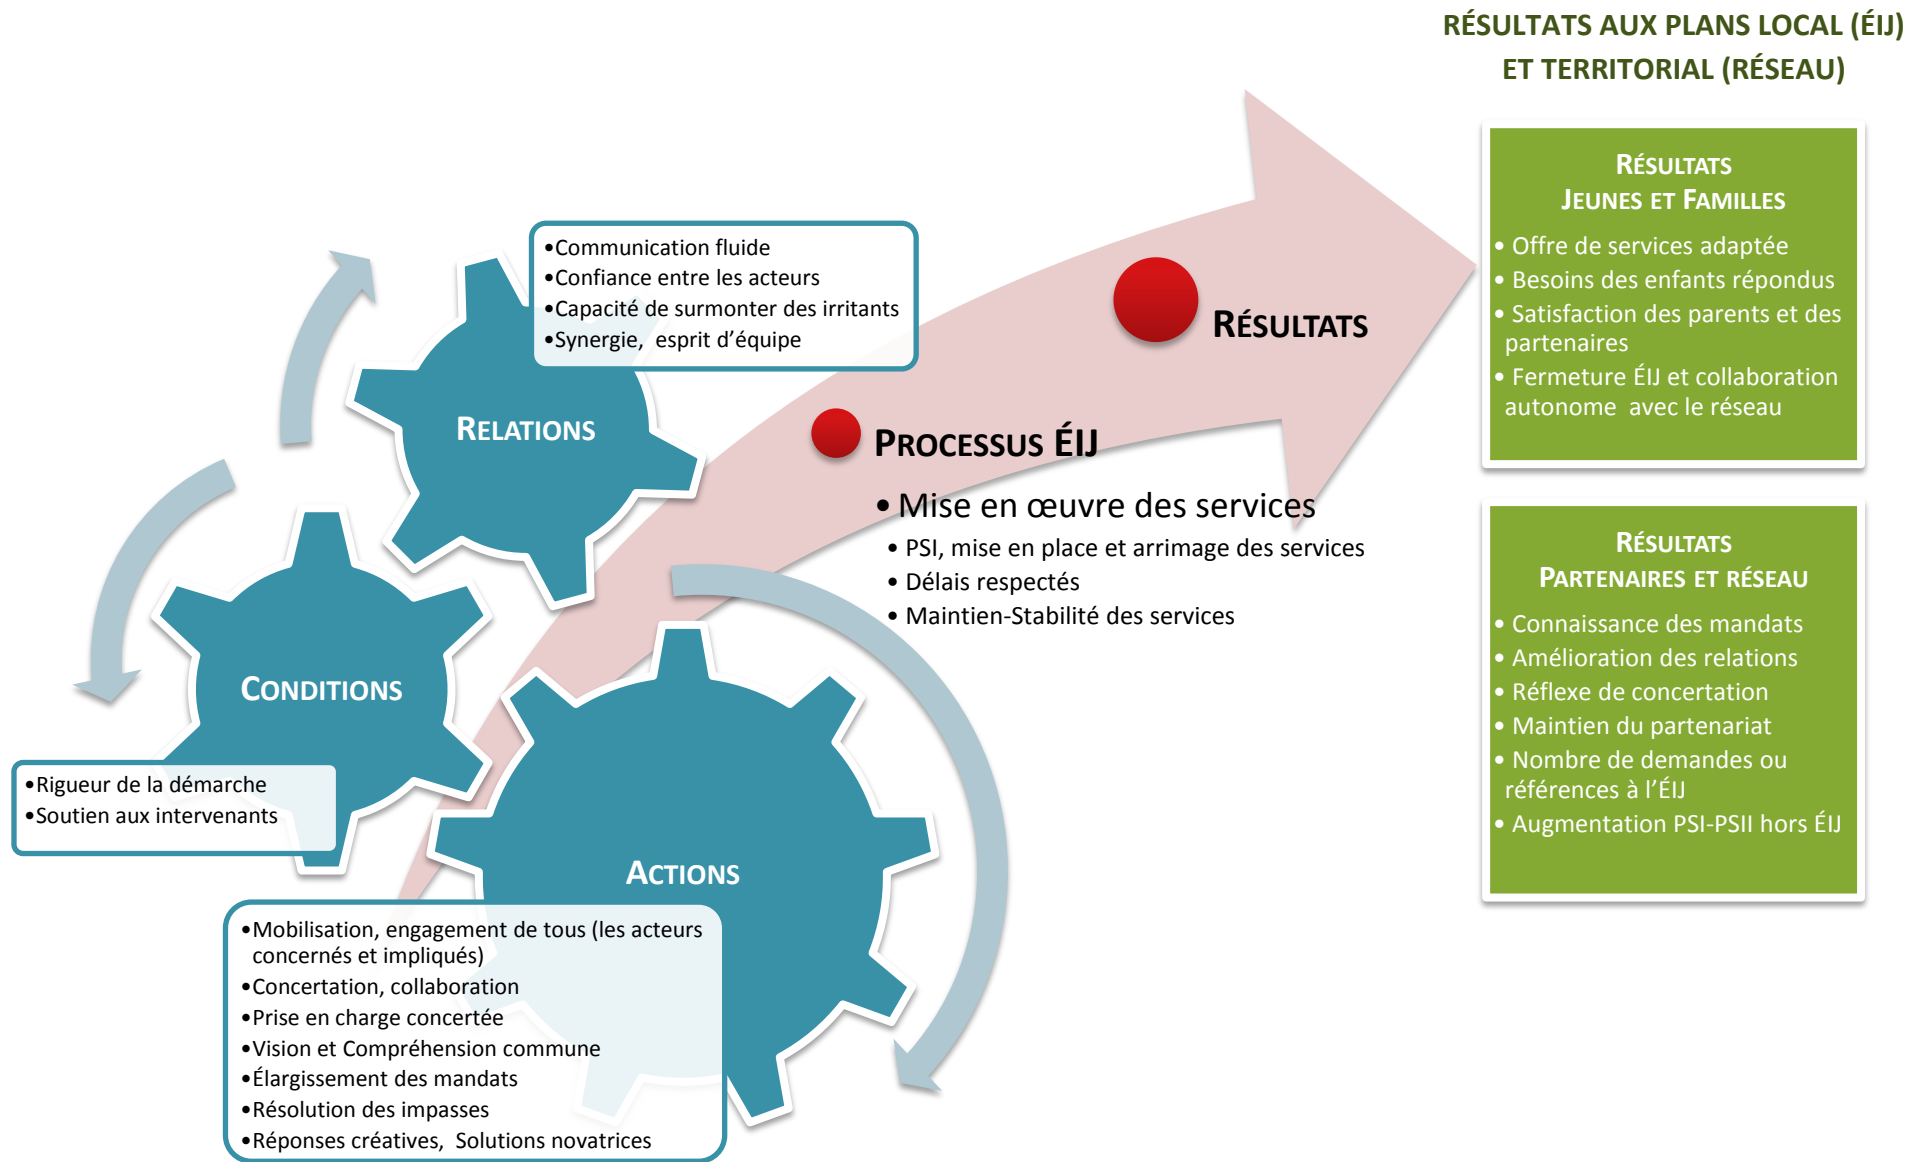 RÉSULTATS AUX PLANS LOCAL (ÉIJ)
ET TERRITORIAL (RÉSEAU)
•Communication fluide
•Confiance entre les acteurs
•Capacité de surmonter des irritants
•Synergie, esprit d'équipe
RELATIONS
CONDITIONS
•Rigueur de la démarche
•Soutien aux intervenants
ACTIONS
•Mobilisation, engagement de tous (les acteurs
concernés et impliqués)
•Concertation, collaboration
•Prise en charge concertée
•Vision et Compréhension commune
•Élargissement des mandats
•Résolution des impasses
•Réponses créatives, Solutions novatrices
PROCESSUS ÉIJ
• Mise en œuvre des services
• PSI, mise en place et arrimage des services
• Délais respectés
• Maintien-Stabilité des services
RÉSULTATS
RÉSULTATS
JEUNES ET FAMILLES
• Offre de services adaptée
• Besoins des enfants répondus
• Satisfaction des parents et des
partenaires
• Fermeture ÉIJ et collaboration
autonome avec le réseau
RÉSULTATS
PARTENAIRES ET RÉSEAU
• Connaissance des mandats
• Amélioration des relations
• Réflexe de concertation
• Maintien du partenariat
• Nombre de demandes ou
références à l'ÉIJ
• Augmentation PSI-PSII hors ÉIJ